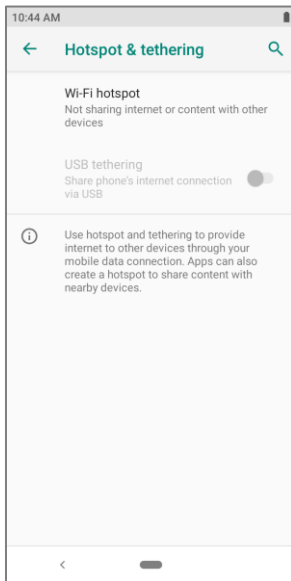 10:44 AM
Hotspot & tethering
Wi-Fi hotspot
Not sharing internet or content with other
devices
USB tethering
Share phone's internet connection
via USB
Use hotspot and tethering to provide
internet to other devices through your
mobile data connection. Apps can also
create a hotspot to share content with
nearby devices.